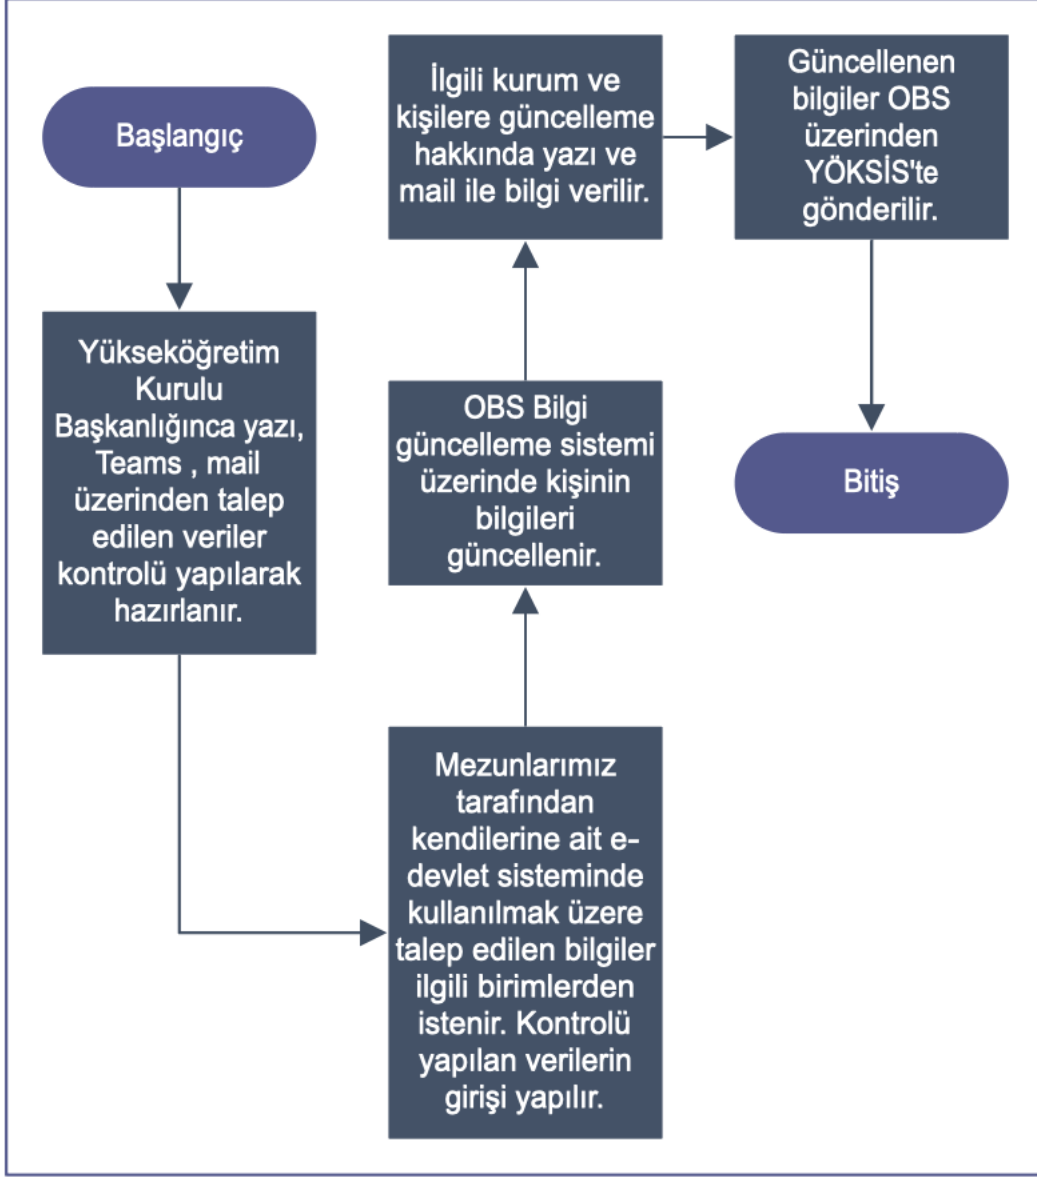 Başlangıç
Yükseköğretim
Kurulu
Başkanlığınca yazı,
Teams , mail
üzerinden talep
edilen veriler
kontrolü yapılarak
hazırlanır.
Mezunlarımız
tarafından
kendilerine ait e-
devlet sisteminde
kullanılmak üzere
talep edilen bilgiler
ilgili birimlerden
istenir. Kontrolü
yapılan verilerin
girişi yapılır.
OBS Bilgi
güncelleme sistemi
üzerinde kişinin
bilgileri
güncellenir.
İlgili kurum ve
kişilere güncelleme
hakkında yazı ve
mail ile bilgi verilir.
Güncellenen
bilgiler OBS
üzerinden
YÖKSİS'te
gönderilir.
Bitiş